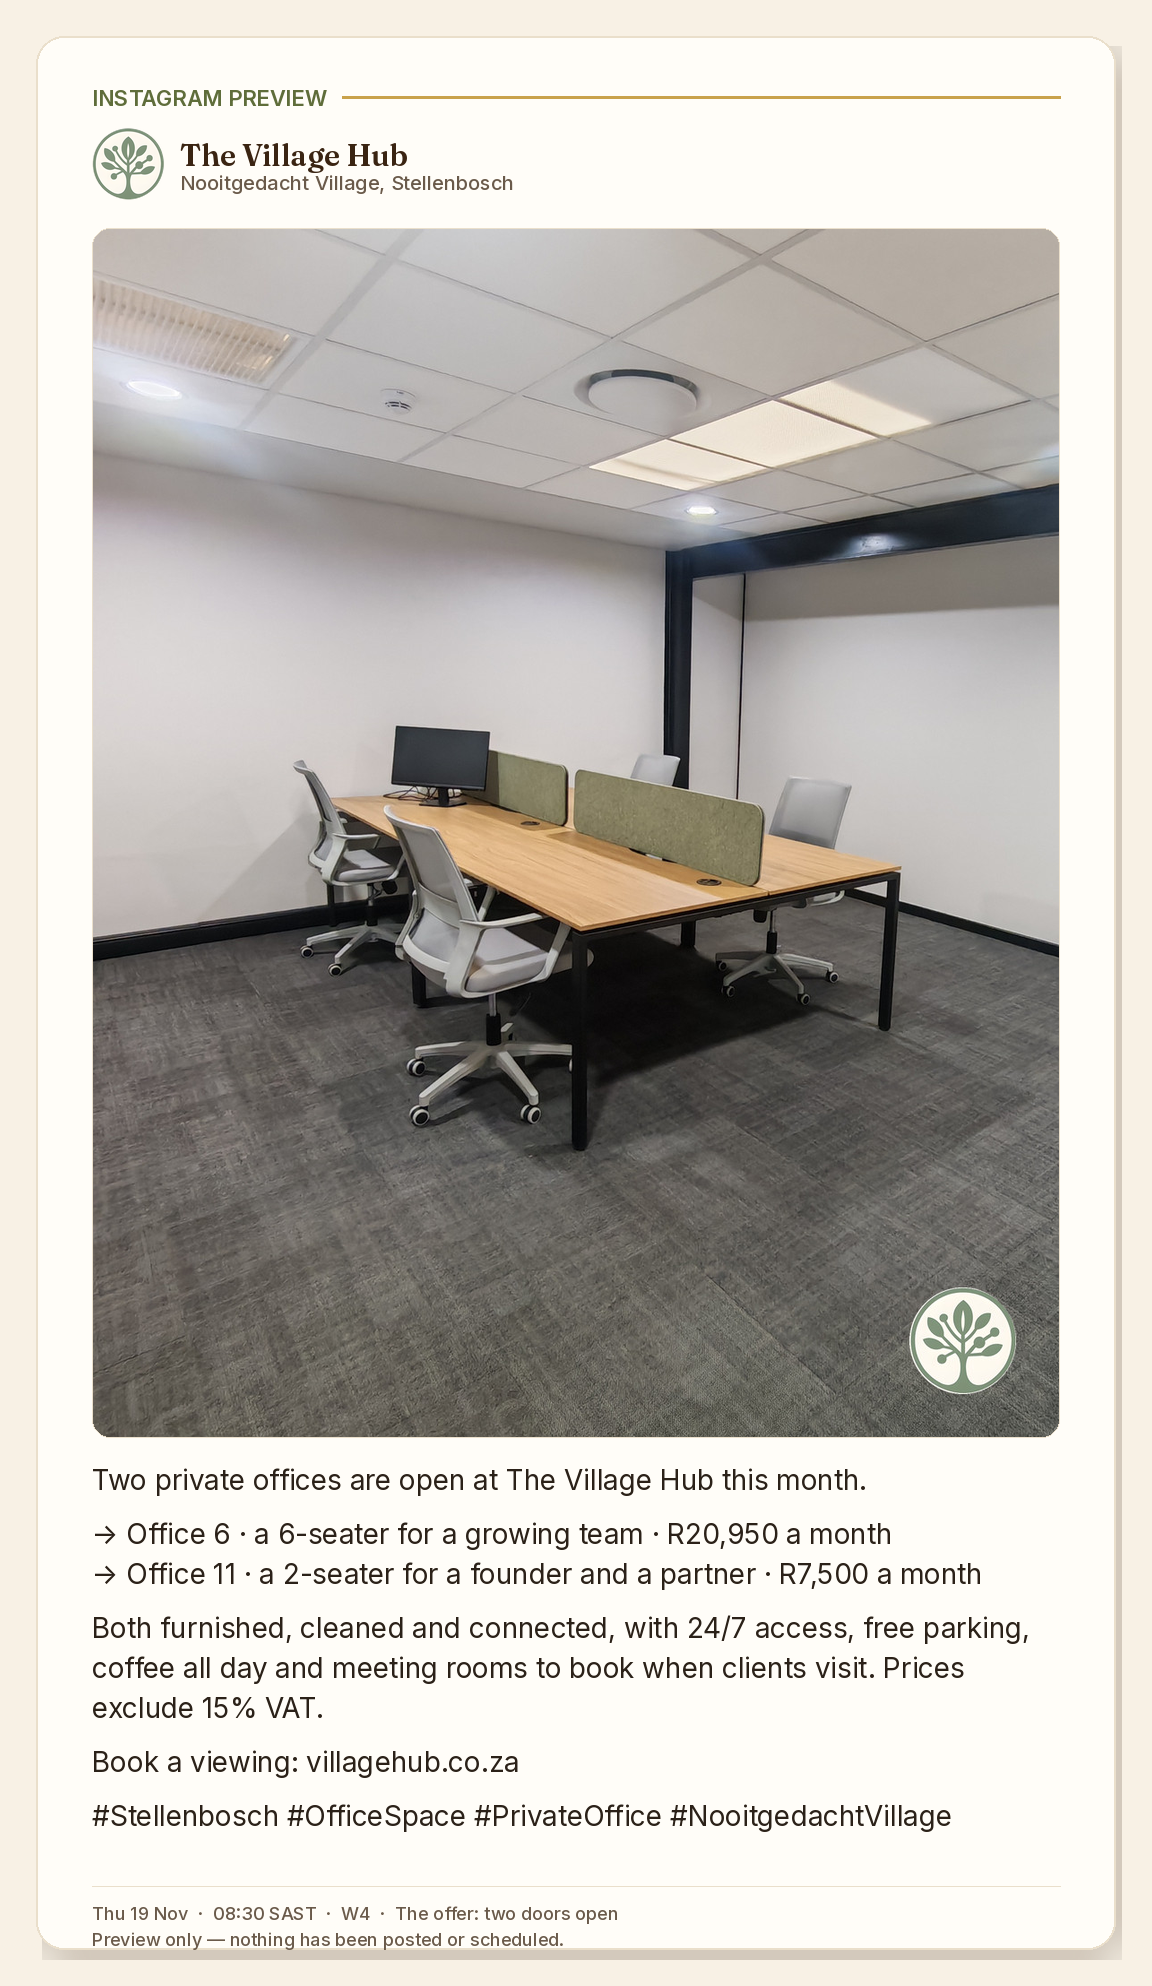 INSTAGRAM PREVIEW
The Village Hub
Nooitgedacht Village, Stellenbosch
Two private offices are open at The Village Hub this month.
→ Office 6 · a 6-seater for a growing team · R20,950 a month
→ Office 11 · a 2-seater for a founder and a partner · R7,500 a month
Both furnished, cleaned and connected, with 24/7 access, free parking,
coffee all day and meeting rooms to book when clients visit. Prices
exclude 15% VAT.
Book a viewing: villagehub.co.za
#Stellenbosch #OfficeSpace #PrivateOffice #NooitgedachtVillage
Thu 19 Nov · 08:30 SAST · W4 · The offer: two doors open
Preview only — nothing has been posted or scheduled.